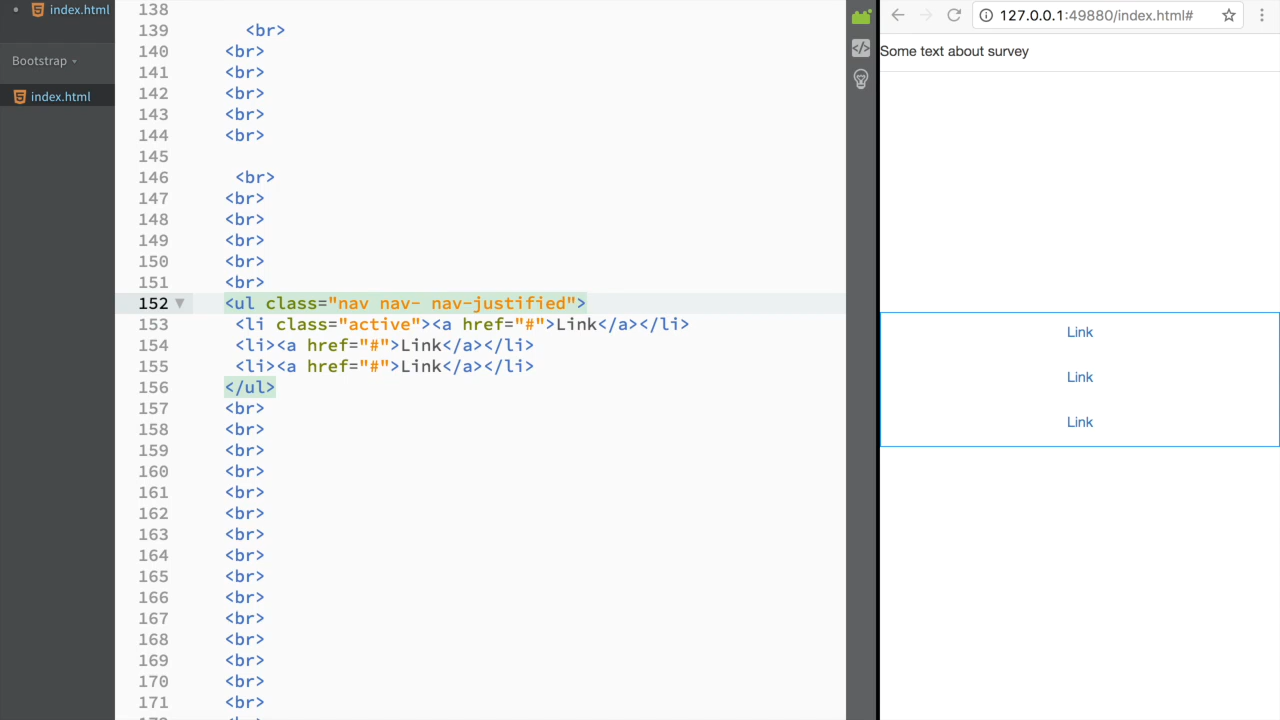 index.html
Bootstrap
index.html
138
139 <br>
140 <br>
141 <br>
142 <br>
143 <br>
144 <br>
145
146 <br>
147 <br>
148 <br>
149 <br>
150 <br>
151 <br>
152 <ul class="nav nav- nav-justified">
153 <li class="active"><a href="#">Link</a></li>
154 <li><a href="#">Link</a></li>
155 <li><a href="#">Link</a></li>
156 </ul>
157 <br>
158 <br>
159 <br>
160 <br>
161 <br>
162 <br>
163 <br>
164 <br>
165 <br>
166 <br>
167 <br>
168 <br>
169 <br>
170 <br>
171 <br>
127.0.0.1:49880/index.html#
Some text about survey
Link
Link
Link